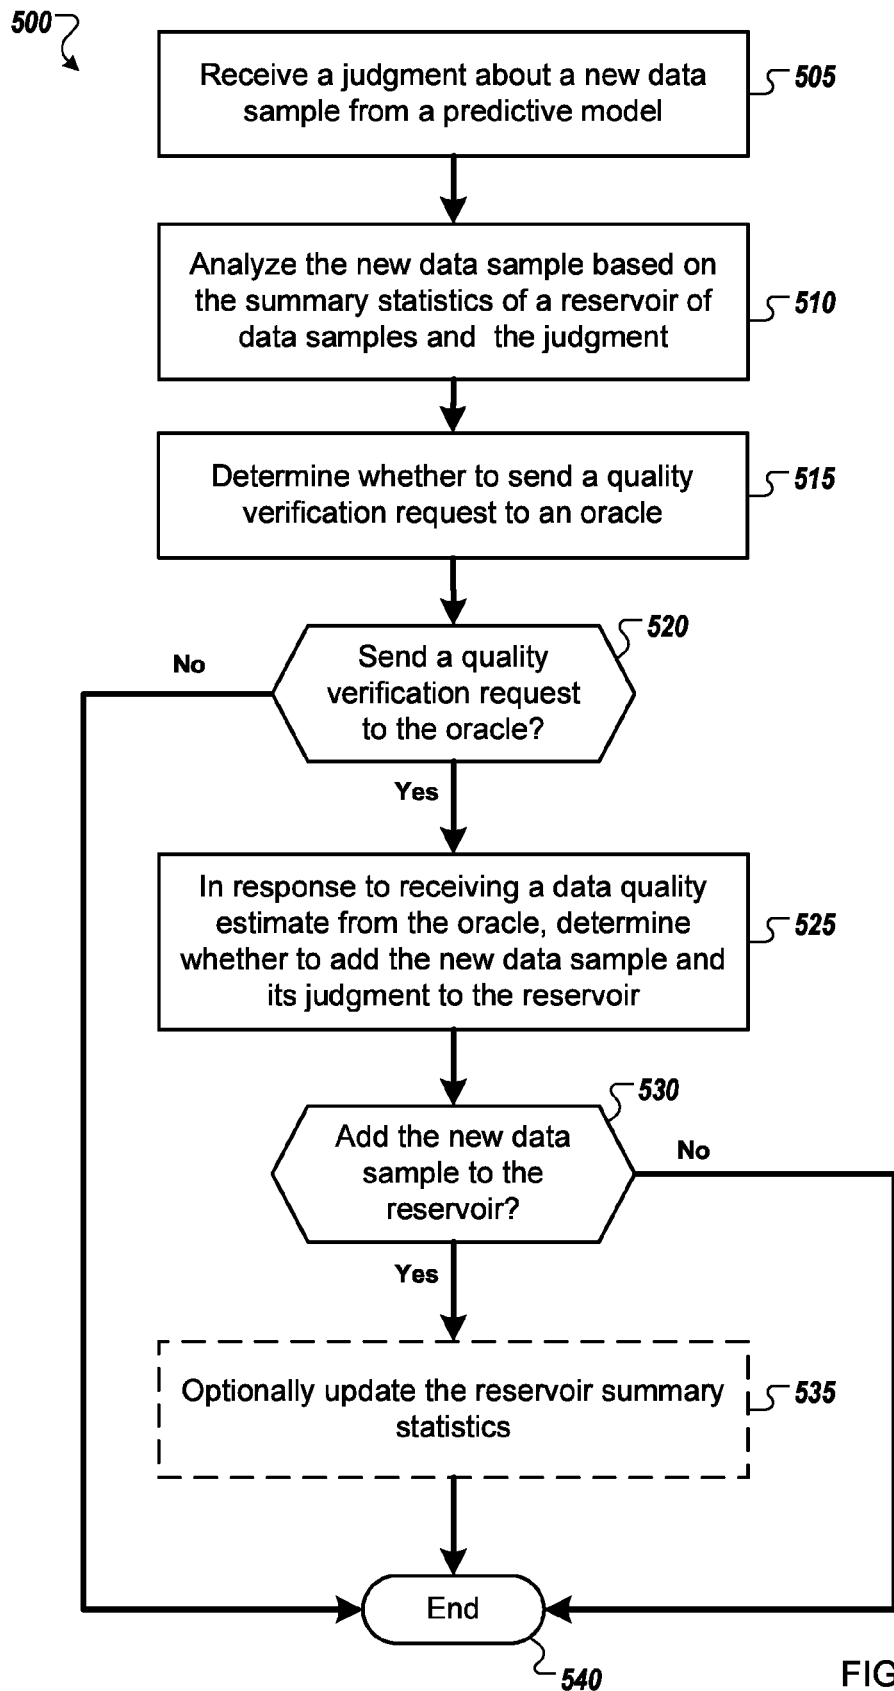 500
Receive a judgment about a new data
sample from a predictive model
505
Analyze the new data sample based on
the summary statistics of a reservoir of
data samples and the judgment
510
Determine whether to send a quality
verification request to an oracle
515
520
Send a quality
verification request
to the oracle?
No
Yes
In response to receiving a data quality
estimate from the oracle, determine
whether to add the new data sample and
its judgment to the reservoir
525
530
Add the new data
sample to the
reservoir?
No
Yes
Optionally update the reservoir summary
statistics
535
End
540
FIG